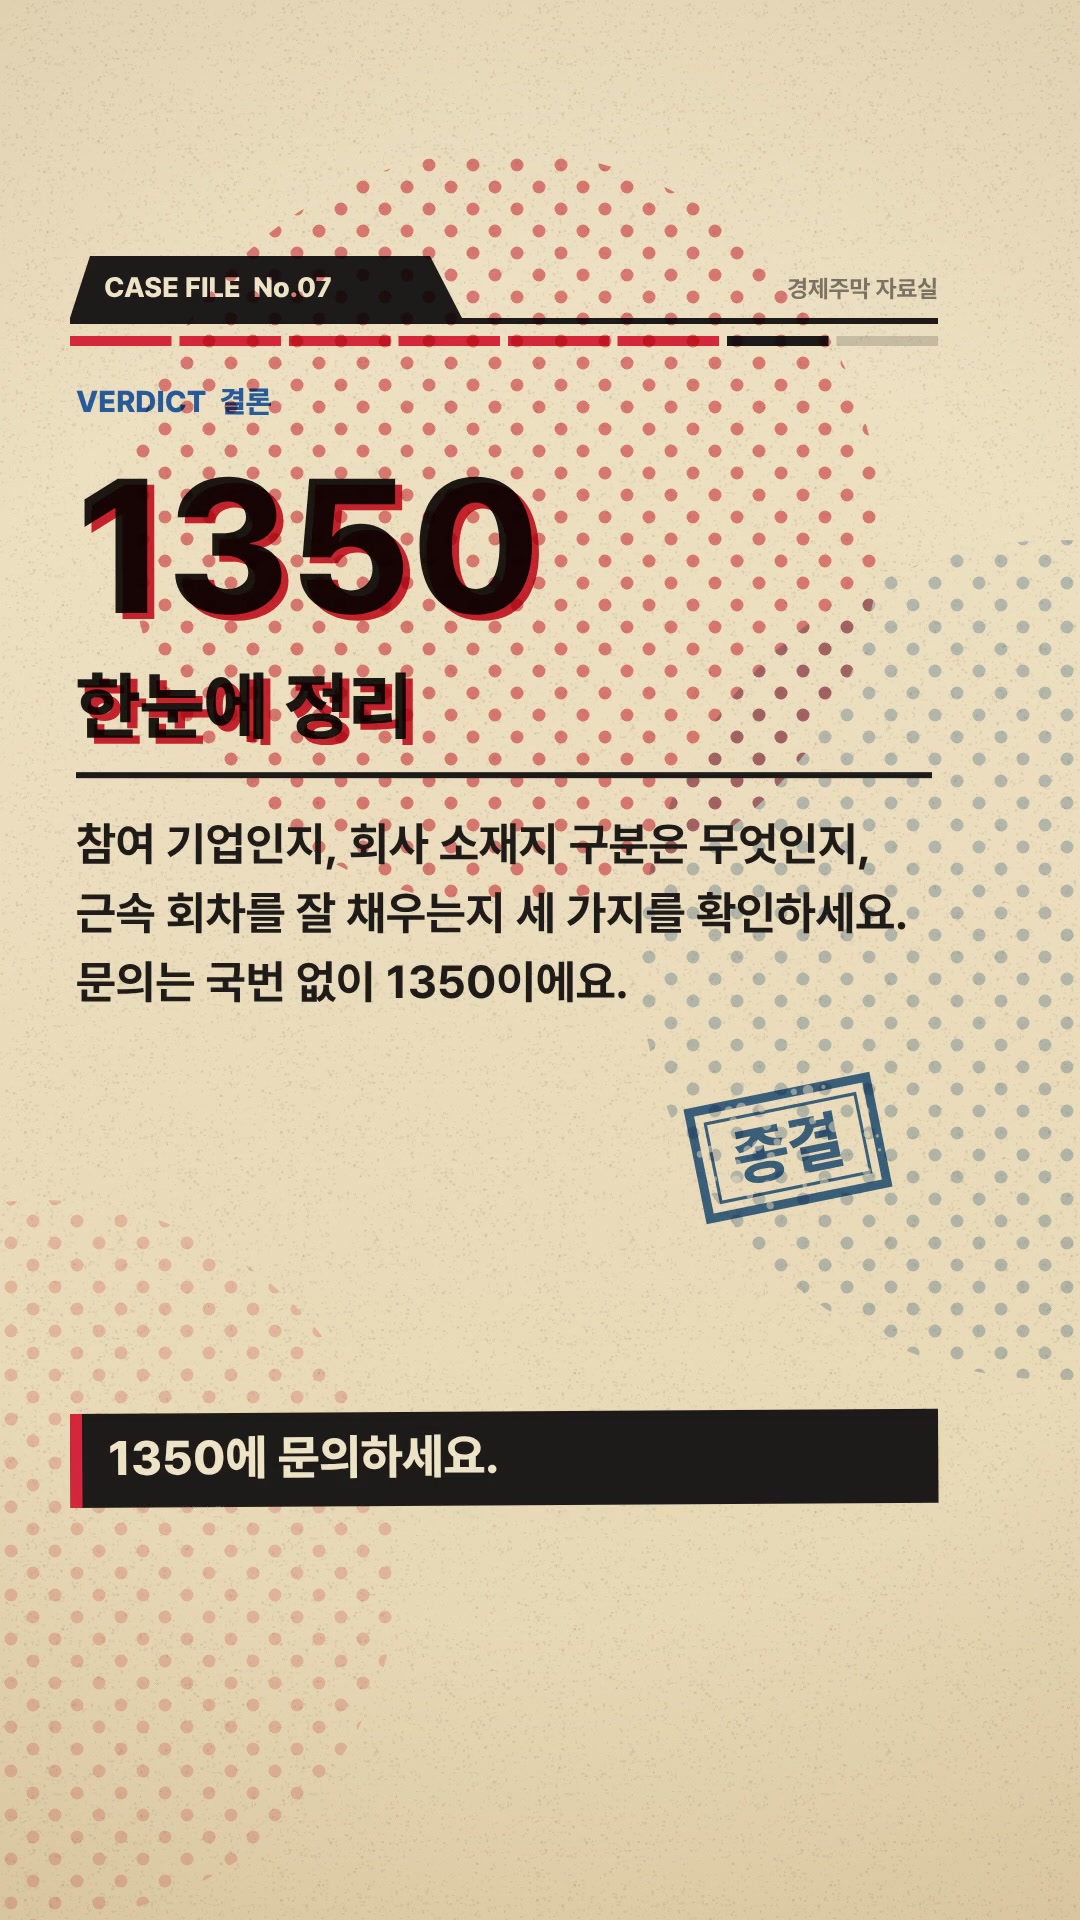 CASE FILE No.07
경제주막 자료실
VERDICT 결론
1350
한눈에 정리
참여 기업인지, 회사 소재지 구분은 무엇인지,
근속 회차를 잘 채우는지 세 가지를 확인하세요.
문의는 국번 없이 1350이에요.
종결
1350에 문의하세요.